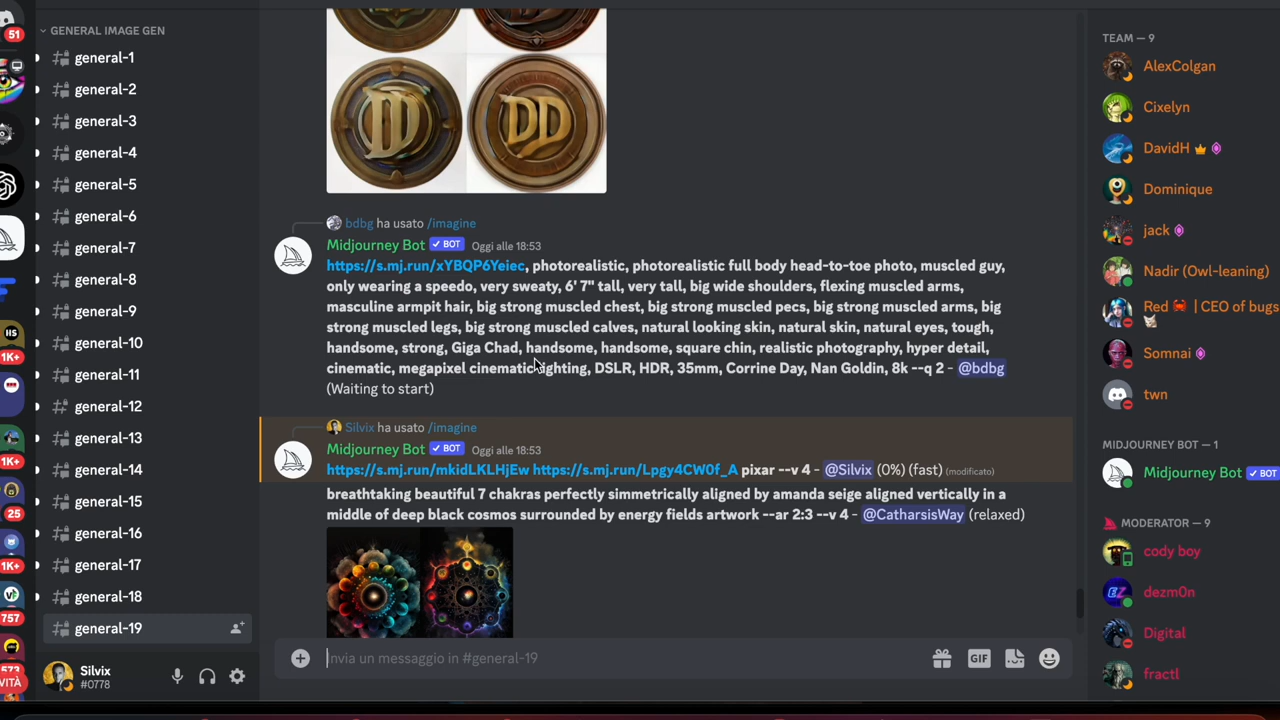 51
1K+
1K+
25
1K+
757
573
VITÀ
GENERAL IMAGE GEN
general-1
general-2
general-3
general-4
general-5
general-6
general-7
general-8
general-9
general-10
general-11
general-12
general-13
general-14
general-15
general-16
general-17
general-18
general-19
Silvix
#0778
DD
bdbg ha usato /imagine
Midjourney Bot ✓ BOT Oggi alle 18:53
https://s.mj.run/xYBQP6Yeiec, photorealistic, photorealistic full body head-to-toe photo, muscled guy,
only wearing a speedo, very sweaty, 6' 7" tall, very tall, big wide shoulders, flexing muscled arms,
masculine armpit hair, big strong muscled chest, big strong muscled pecs, big strong muscled arms, big
strong muscled legs, big strong muscled calves, natural looking skin, natural skin, natural eyes, tough,
handsome, strong, Giga Chad, handsome, handsome, square chin, realistic photography, hyper detail,
cinematic, megapixel cinematic lighting, DSLR, HDR, 35mm, Corrine Day, Nan Goldin, 8k --q 2 - @bdbg
(Waiting to start)
Silvix ha usato /imagine
Midjourney Bot ✓ BOT Oggi alle 18:53
https://s.mj.run/mkidLKLHjEw https://s.mj.run/Lpgy4CW0f_A pixar --v 4 - @Silvix (0%) (fast) (modificato)
breathtaking beautiful 7 chakras perfectly simmetrically aligned by amanda seige aligned vertically in a
middle of deep black cosmos surrounded by energy fields artwork --ar 2:3 --v 4 - @CatharsisWay (relaxed)
Invia un messaggio in #general-19
GIF
TEAM — 9
AlexColgan
Cixelyn
DavidH
Dominique
jack
Nadir (Owl-leaning)
Red 🦀 | CEO of bugs
Somnai
twn
MIDJOURNEY BOT — 1
Midjourney Bot ✓ BOT
MODERATOR — 9
cody boy
dezm0n
Digital
fractl